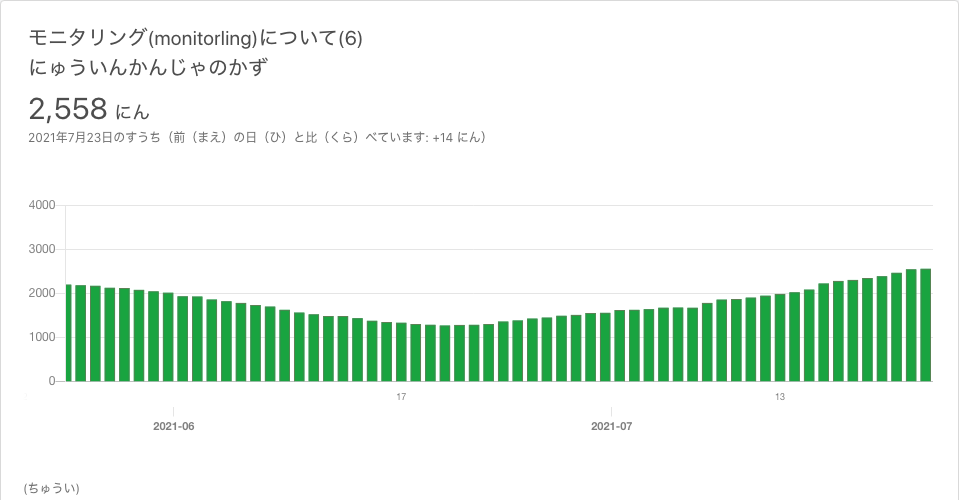 モニタリング(monitorling)について(6)
にゅういんかんじゃのかず
2,558 にん
2021年7月23日のすうち（前（まえ）の日（ひ）と比（くら）べています: +14 にん）
4000
3000
2000
1000
0
17
13
2021-06
2021-07
(ちゅうい)